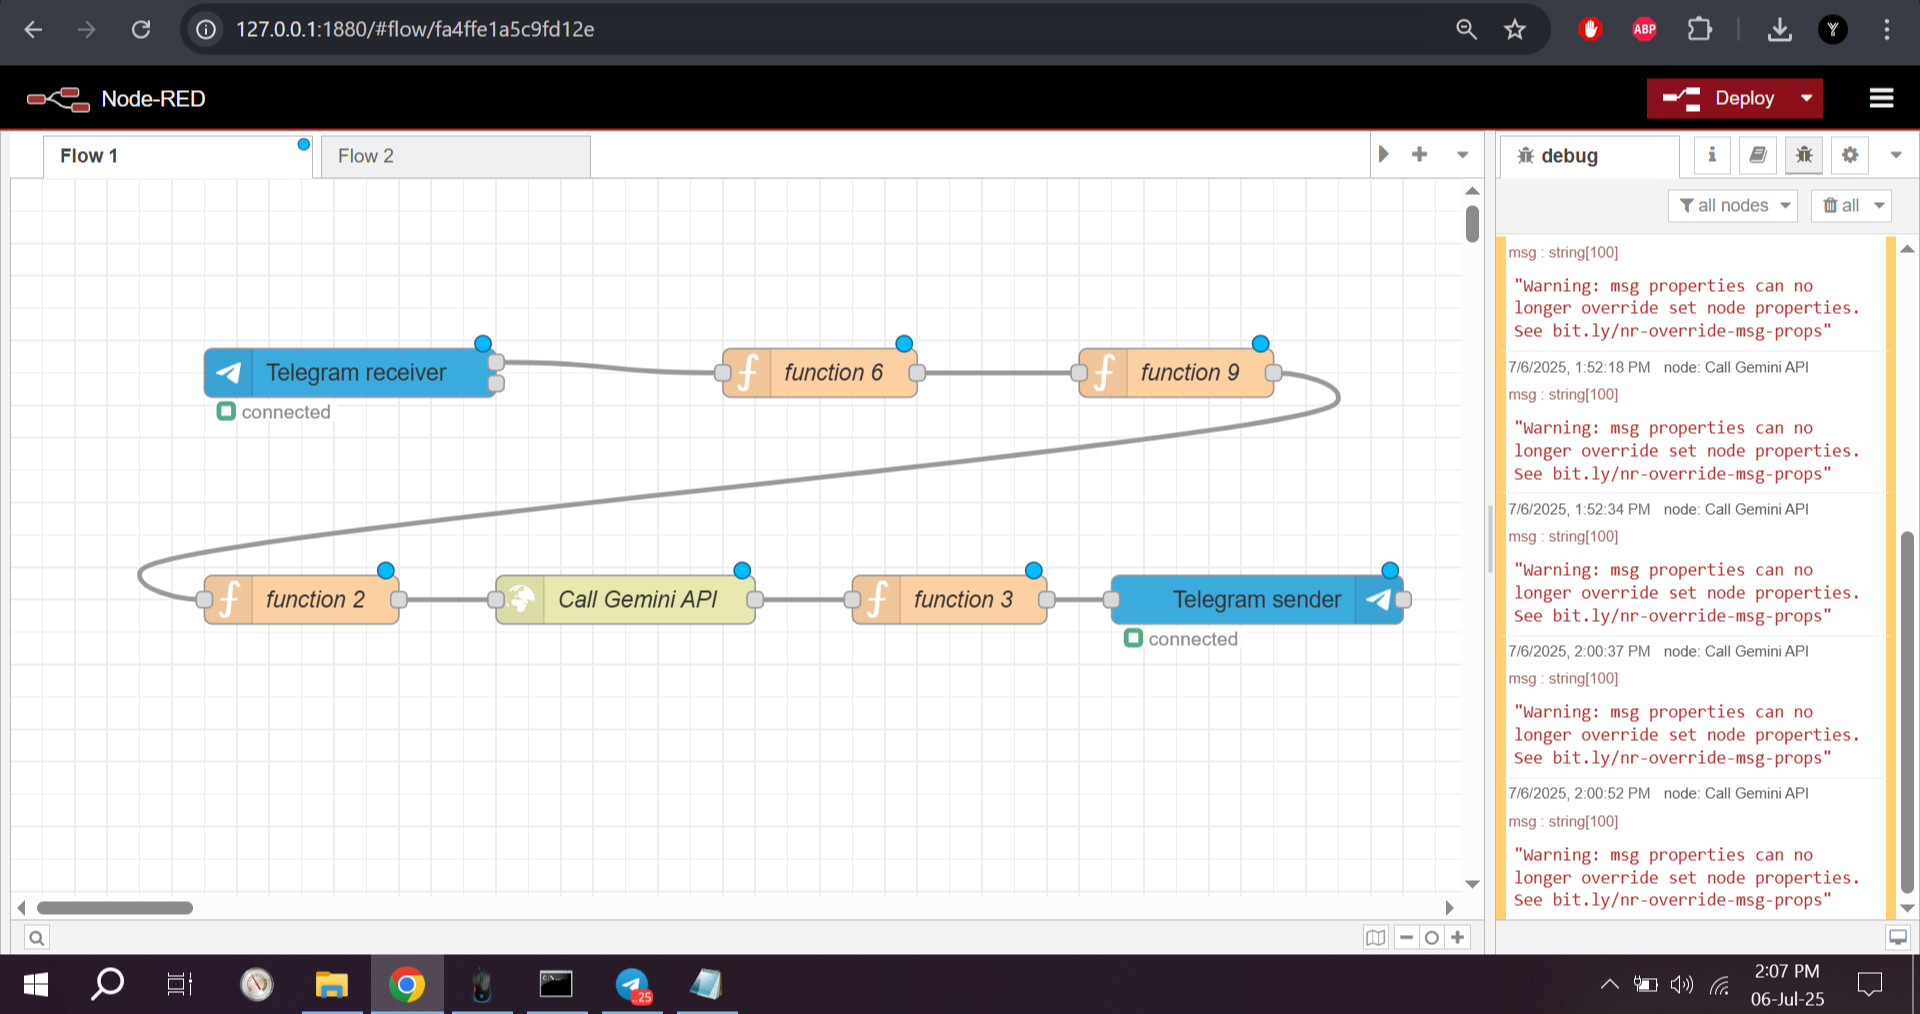 127.0.0.1:1880/#flow/fa4ffe1a5c9fd12e
ABP
Y
Node-RED
Deploy
Flow 1
Flow 2
debug
i
all nodes
all
msg : string[100]
"Warning: msg properties can no
longer override set node properties.
See bit.ly/nr-override-msg-props"
7/6/2025, 1:52:18 PM node: Call Gemini API
msg : string[100]
"Warning: msg properties can no
longer override set node properties.
See bit.ly/nr-override-msg-props"
7/6/2025, 1:52:34 PM node: Call Gemini API
msg : string[100]
"Warning: msg properties can no
longer override set node properties.
See bit.ly/nr-override-msg-props"
7/6/2025, 2:00:37 PM node: Call Gemini API
msg : string[100]
"Warning: msg properties can no
longer override set node properties.
See bit.ly/nr-override-msg-props"
7/6/2025, 2:00:52 PM node: Call Gemini API
msg : string[100]
"Warning: msg properties can no
longer override set node properties.
See bit.ly/nr-override-msg-props"
Telegram receiver
connected
function 6
function 9
function 2
Call Gemini API
function 3
Telegram sender
connected
..25
2:07 PM
06-Jul-25